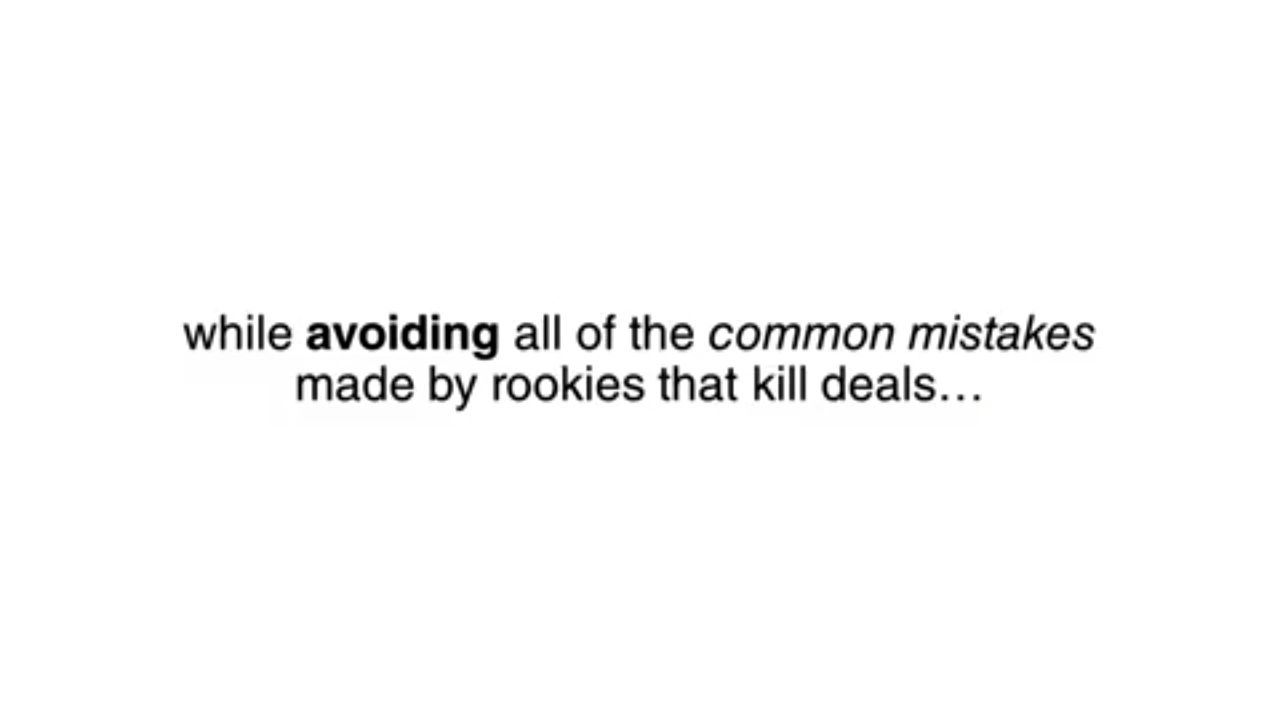 while avoiding all of the common mistakes
made by rookies that kill deals…